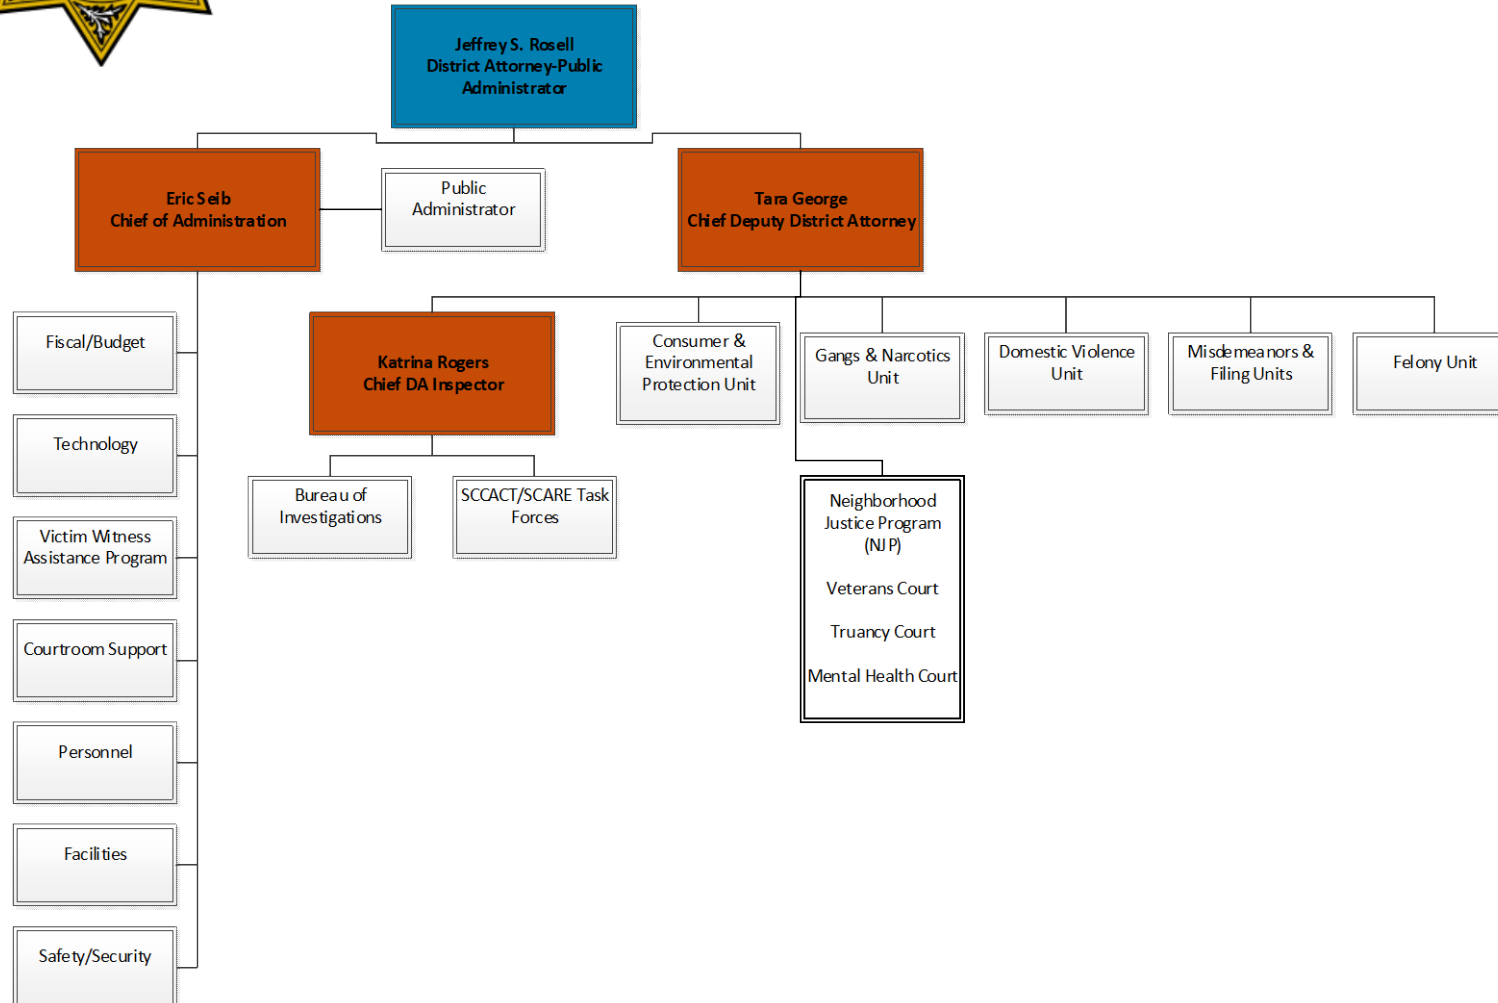 Jeffrey S. Rosell
District Attorney-Public
Administrator
Eric Seib
Chief of Administration
Public
Administrator
Tara George
Chief Deputy District Attorney
Fiscal/Budget
Technology
Victim Witness
Assistance Program
Courtroom Support
Personnel
Facilities
Safety/Security
Katrina Rogers
Chief DA Inspector
Bureau of
Investigations
SCCACT/SCARE Task
Forces
Consumer &
Environmental
Protection Unit
Gangs & Narcotics
Unit
Domestic Violence
Unit
Misdemeanors &
Filing Units
Felony Unit
Neighborhood
Justice Program
(NJP)
Veterans Court
Truancy Court
Mental Health Court